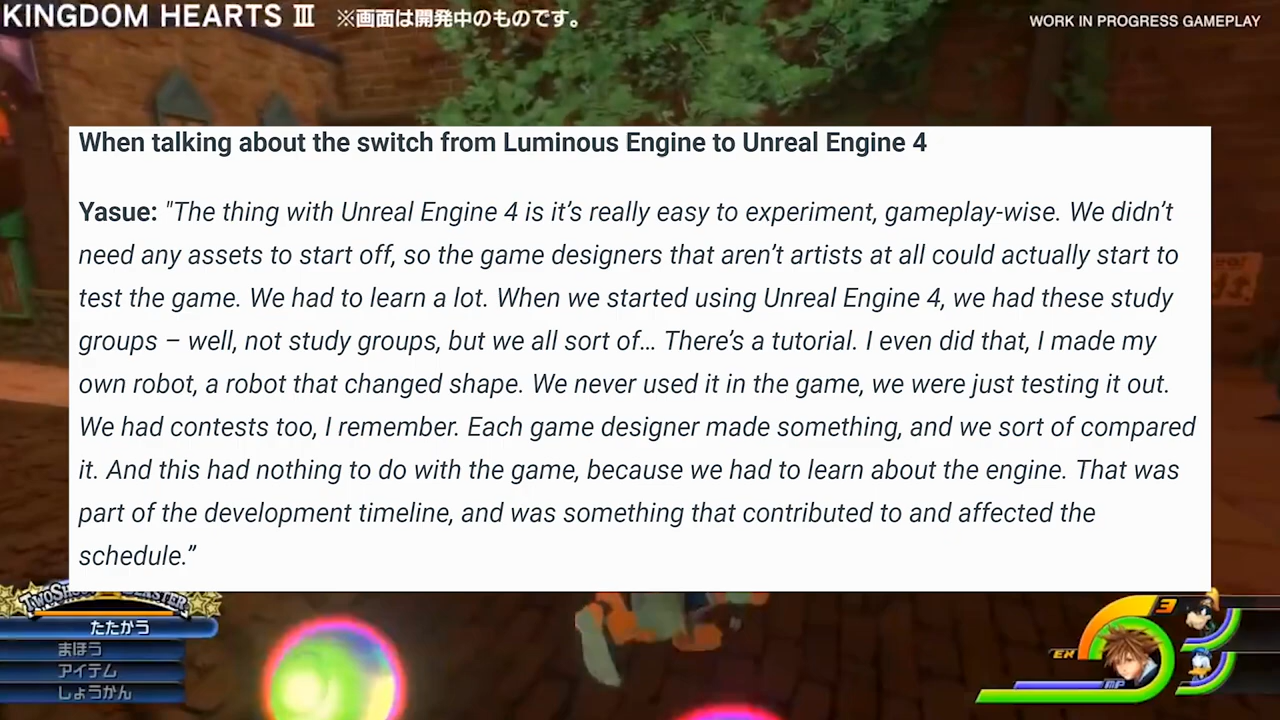 KINGDOM HEARTS III ※画面は開発中のものです。
WORK IN PROGRESS GAMEPLAY
When talking about the switch from Luminous Engine to Unreal Engine 4
Yasue: "The thing with Unreal Engine 4 is it's really easy to experiment, gameplay-wise. We didn't
need any assets to start off, so the game designers that aren't artists at all could actually start to
test the game. We had to learn a lot. When we started using Unreal Engine 4, we had these study
groups – well, not study groups, but we all sort of… There's a tutorial. I even did that, I made my
own robot, a robot that changed shape. We never used it in the game, we were just testing it out.
We had contests too, I remember. Each game designer made something, and we sort of compared
it. And this had nothing to do with the game, because we had to learn about the engine. That was
part of the development timeline, and was something that contributed to and affected the
schedule.”
たたかう
まほう
アイテム
しょうかん
3
MP